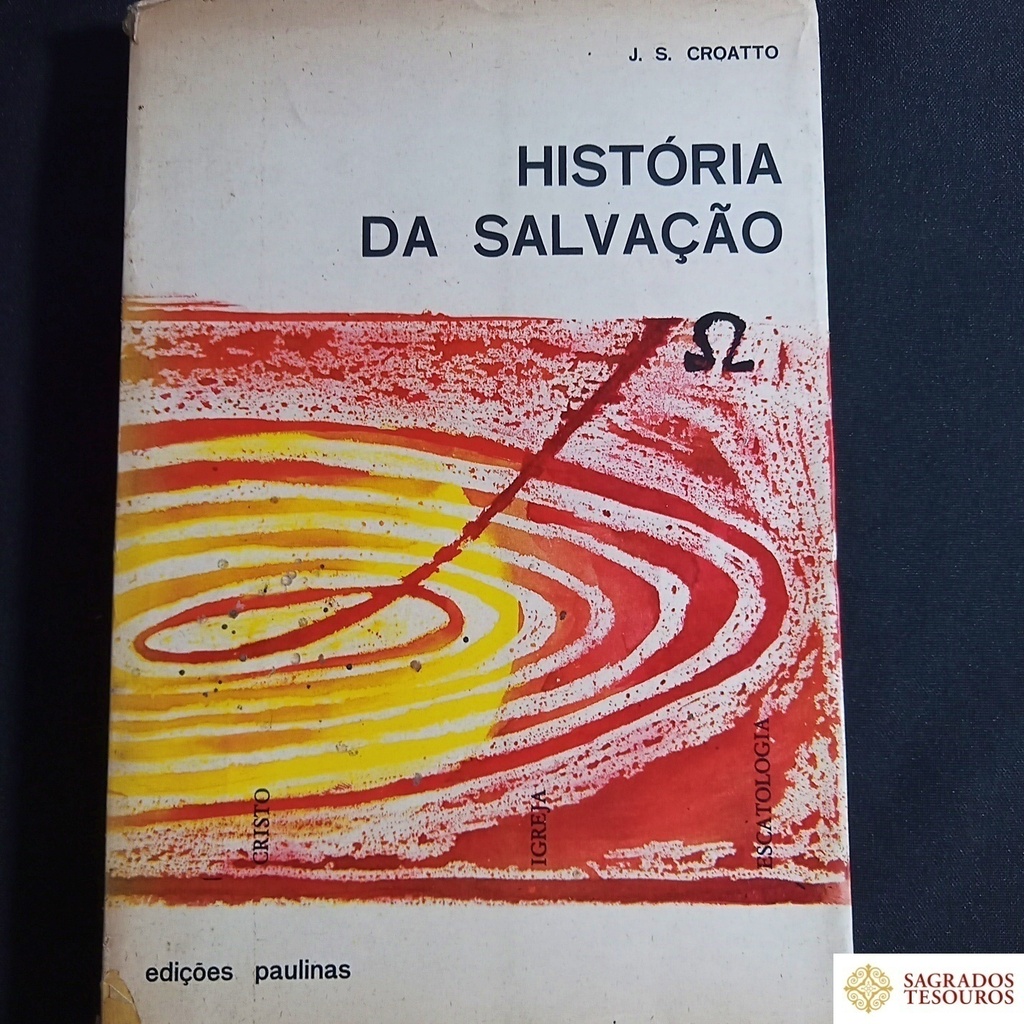 J. S. CROATTO
HISTÓRIA
DA SALVAÇÃO
Ω
CRISTO
IGREJA
ESCATOLOGIA
edições paulinas
SAGRADOS
TESOUROS